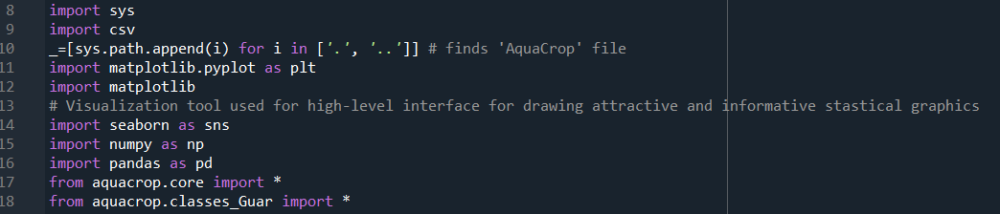 8 import sys
9 import csv
10 _=[sys.path.append(i) for i in ['.', '..']] # finds 'AquaCrop' file
11 import matplotlib.pyplot as plt
12 import matplotlib
13 # Visualization tool used for high-level interface for drawing attractive and informative stastical graphics
14 import seaborn as sns
15 import numpy as np
16 import pandas as pd
17 from aquacrop.core import *
18 from aquacrop.classes_Guar import *